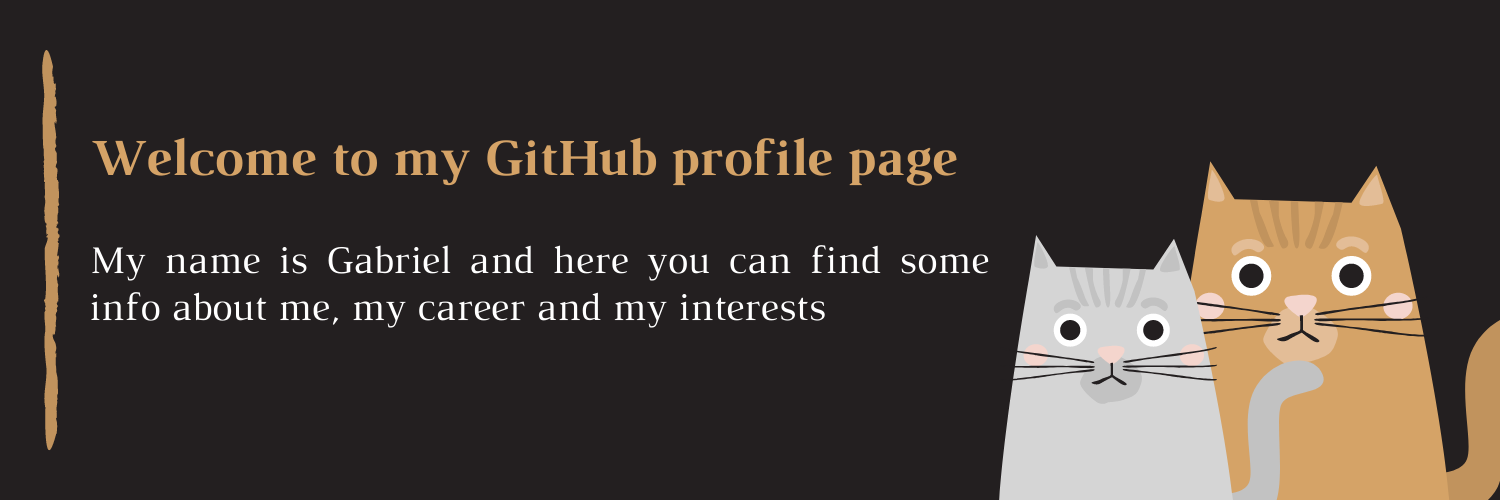 Welcome to my GitHub profile page
My name is Gabriel and here you can find some
info about me, my career and my interests